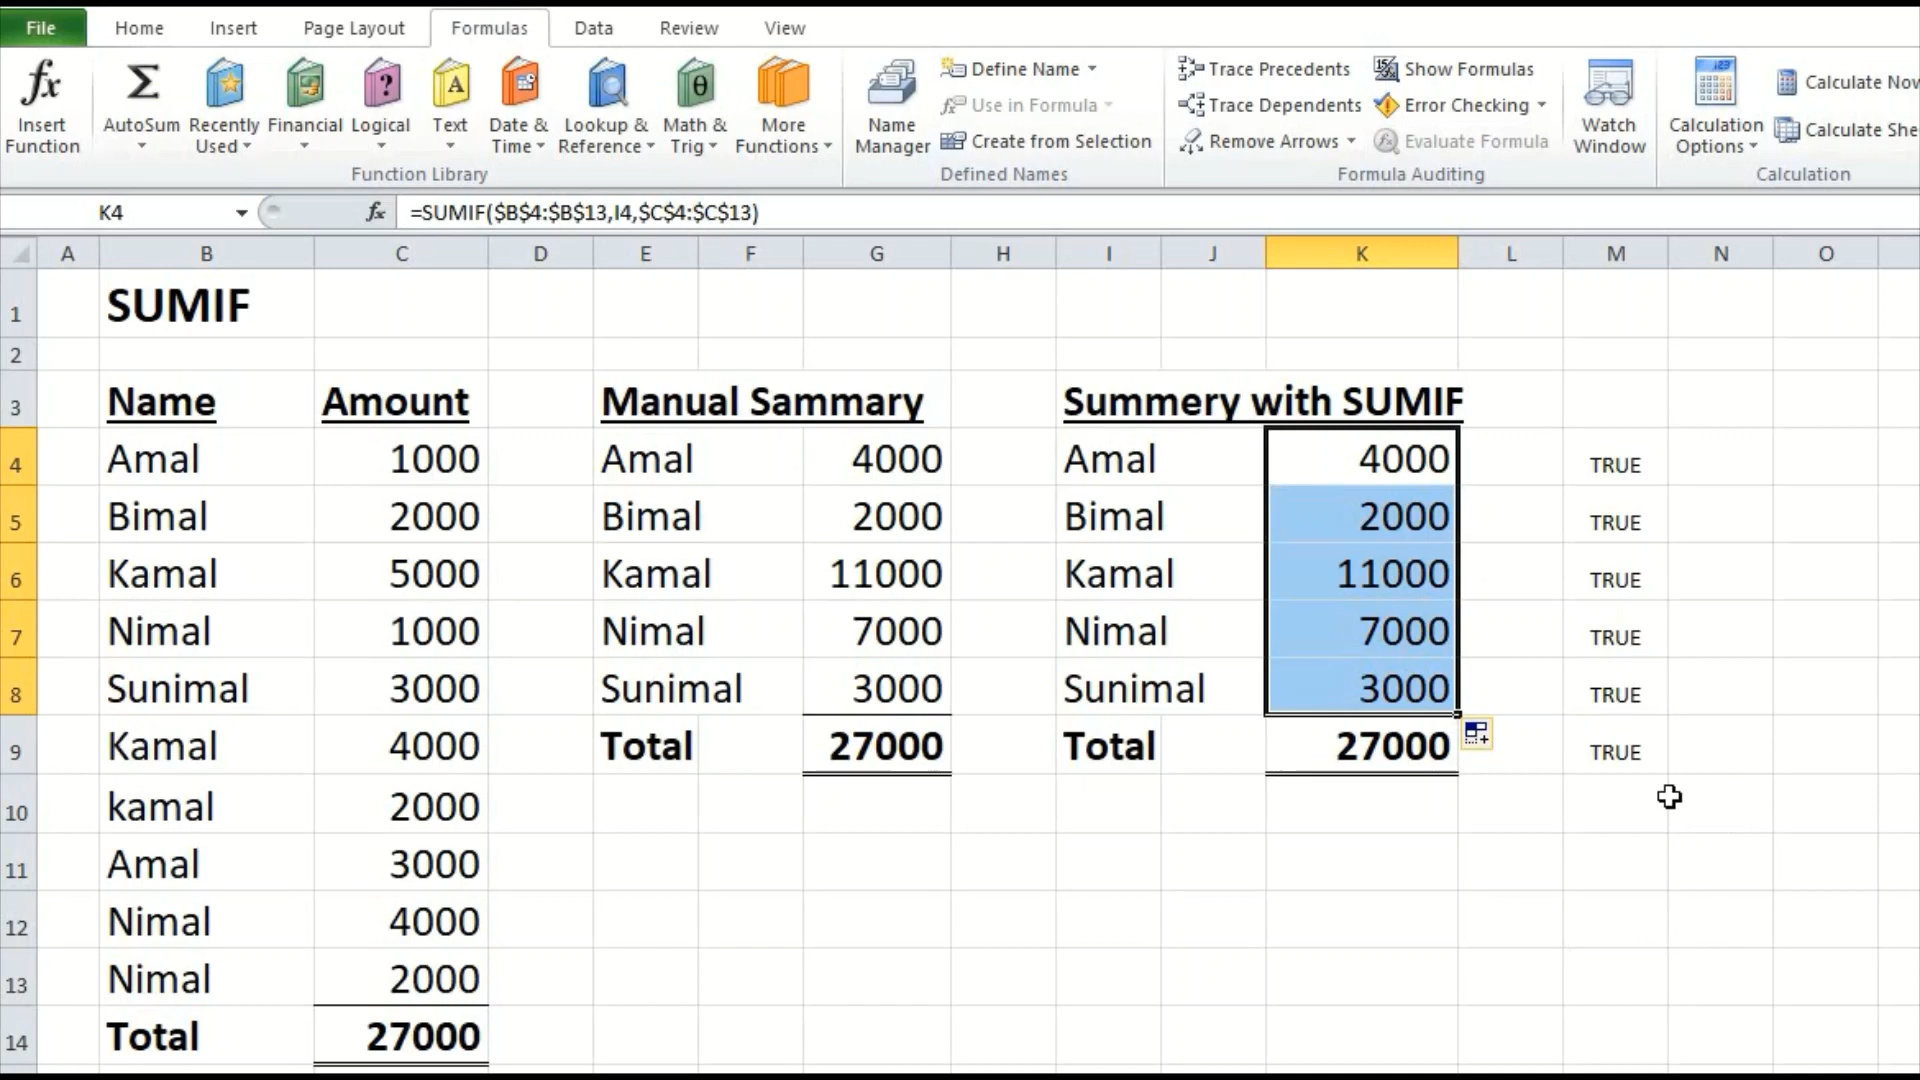 File Home Insert Page Layout Formulas Data Review View
Insert Function AutoSum Recently Used Financial Logical Text Date & Time Lookup & Reference Math & Trig More Functions
Function Library
Name Manager Define Name Use in Formula Create from Selection
Defined Names
Trace Precedents Trace Dependents Remove Arrows Show Formulas Error Checking Evaluate Formula Watch Window
Formula Auditing
Calculation Options Calculate Now Calculate She
Calculation
K4 fx =SUMIF($B$4:$B$13,I4,$C$4:$C$13)
A B C D E F G H I J K L M N O
1 SUMIF
2
3 Name Amount Manual Sammary Summery with SUMIF
4 Amal 1000 Amal 4000 Amal 4000 TRUE
5 Bimal 2000 Bimal 2000 Bimal 2000 TRUE
6 Kamal 5000 Kamal 11000 Kamal 11000 TRUE
7 Nimal 1000 Nimal 7000 Nimal 7000 TRUE
8 Sunimal 3000 Sunimal 3000 Sunimal 3000 TRUE
9 Kamal 4000 Total 27000 Total 27000 TRUE
10 kamal 2000
11 Amal 3000
12 Nimal 4000
13 Nimal 2000
14 Total 27000